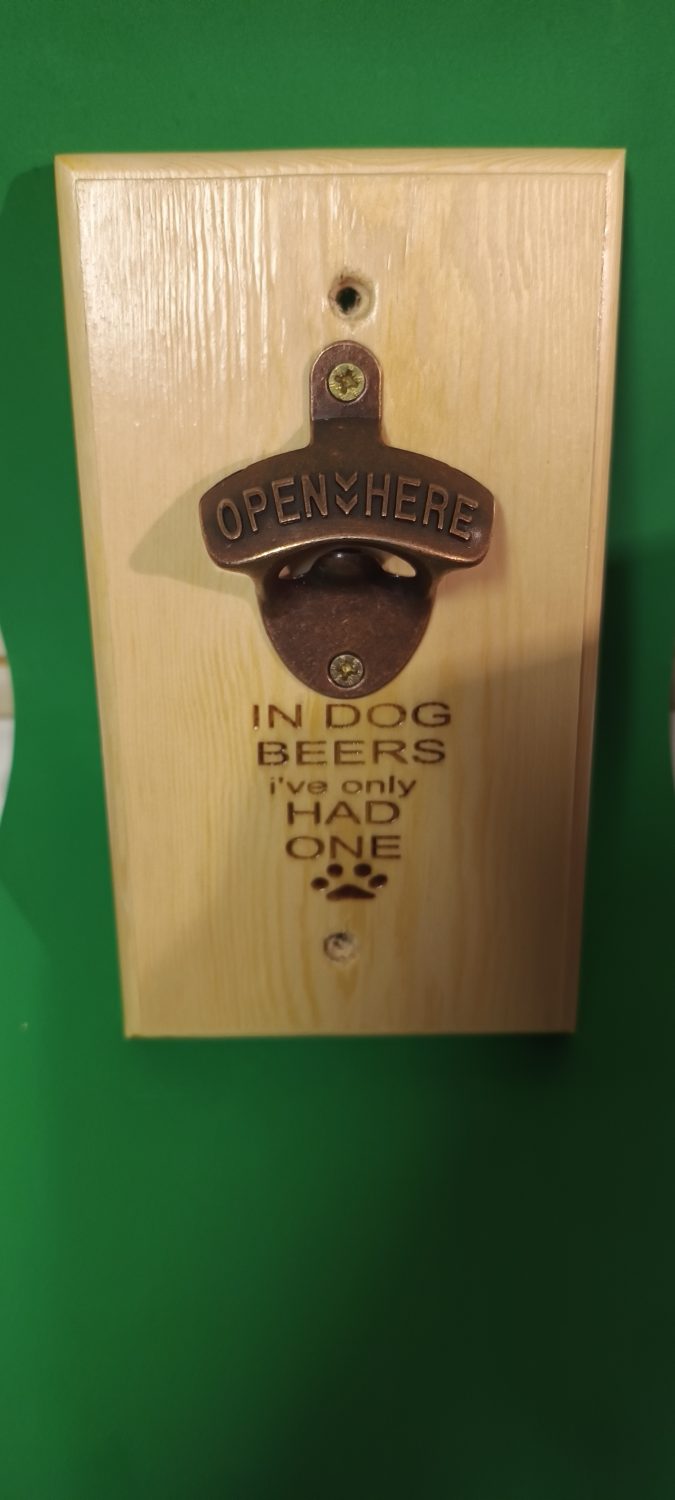 OPEN HERE
IN DOG
BEERS
i've only
HAD
ONE